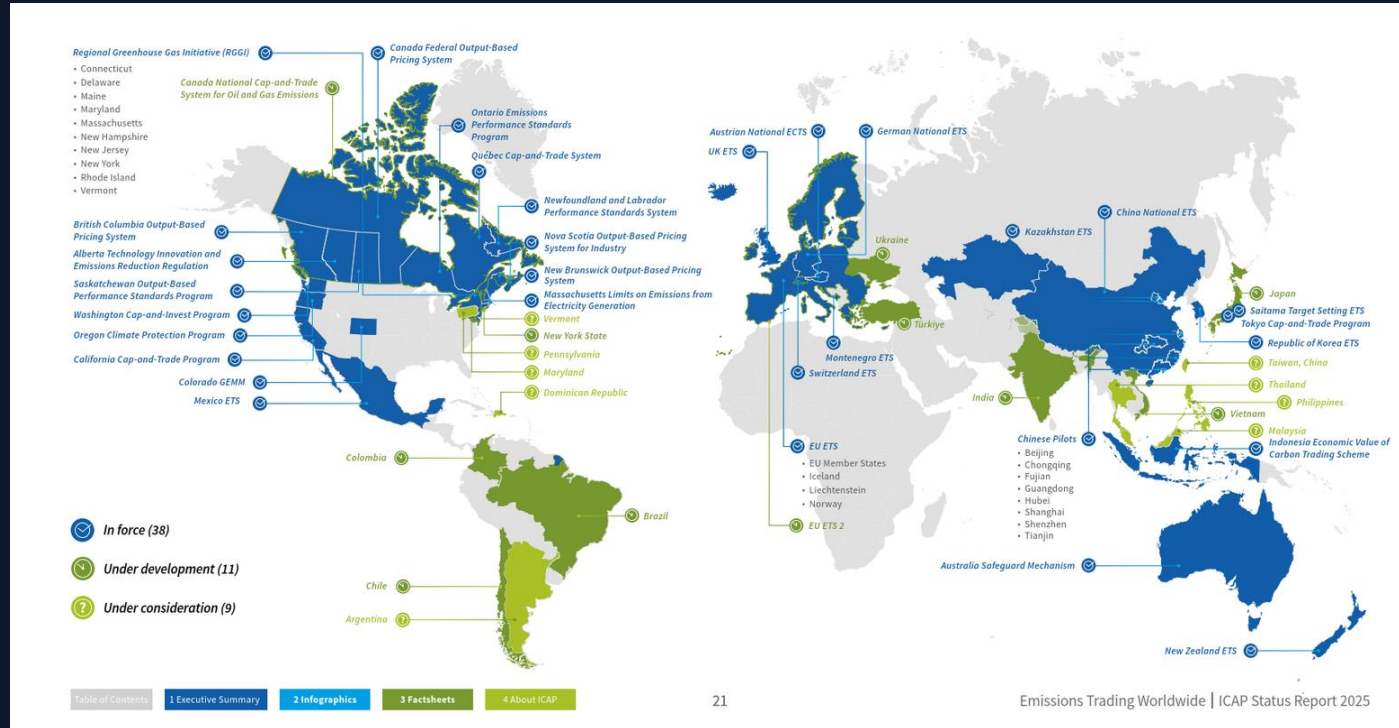 Regional Greenhouse Gas Initiative (RGGI)
• Connecticut
• Delaware
• Maine
• Maryland
• Massachusetts
• New Hampshire
• New Jersey
• New York
• Rhode Island
• Vermont
Canada Federal Output-Based
Pricing System
Canada National Cap-and-Trade
System for Oil and Gas Emissions
Ontario Emissions
Performance Standards
Program
Québec Cap-and-Trade System
Newfoundland and Labrador
Performance Standards System
Nova Scotia Output-Based Pricing
System for Industry
New Brunswick Output-Based Pricing
System
Massachusetts Limits on Emissions from
Electricity Generation
Vermont
New York State
Pennsylvania
Maryland
Dominican Republic
British Columbia Output-Based
Pricing System
Alberta Technology Innovation and
Emissions Reduction Regulation
Saskatchewan Output-Based
Performance Standards Program
Washington Cap-and-Invest Program
Oregon Climate Protection Program
California Cap-and-Trade Program
Colorado GEMM
Mexico ETS
Colombia
Brazil
Chile
Argentina
In force (38)
Under development (11)
Under consideration (9)
Austrian National ECTS
German National ETS
UK ETS
Ukraine
Türkiye
Montenegro ETS
Switzerland ETS
EU ETS
• EU Member States
• Iceland
• Liechtenstein
• Norway
EU ETS 2
China National ETS
Kazakhstan ETS
Japan
Saitama Target Setting ETS
Tokyo Cap-and-Trade Program
Republic of Korea ETS
Taiwan, China
Thailand
Philippines
Vietnam
Malaysia
Indonesia Economic Value of
Carbon Trading Scheme
India
Chinese Pilots
• Beijing
• Chongqing
• Fujian
• Guangdong
• Hubei
• Shanghai
• Shenzhen
• Tianjin
Australia Safeguard Mechanism
New Zealand ETS
Table of Contents
1 Executive Summary
2 Infographics
3 Factsheets
4 About ICAP
21
Emissions Trading Worldwide | ICAP Status Report 2025